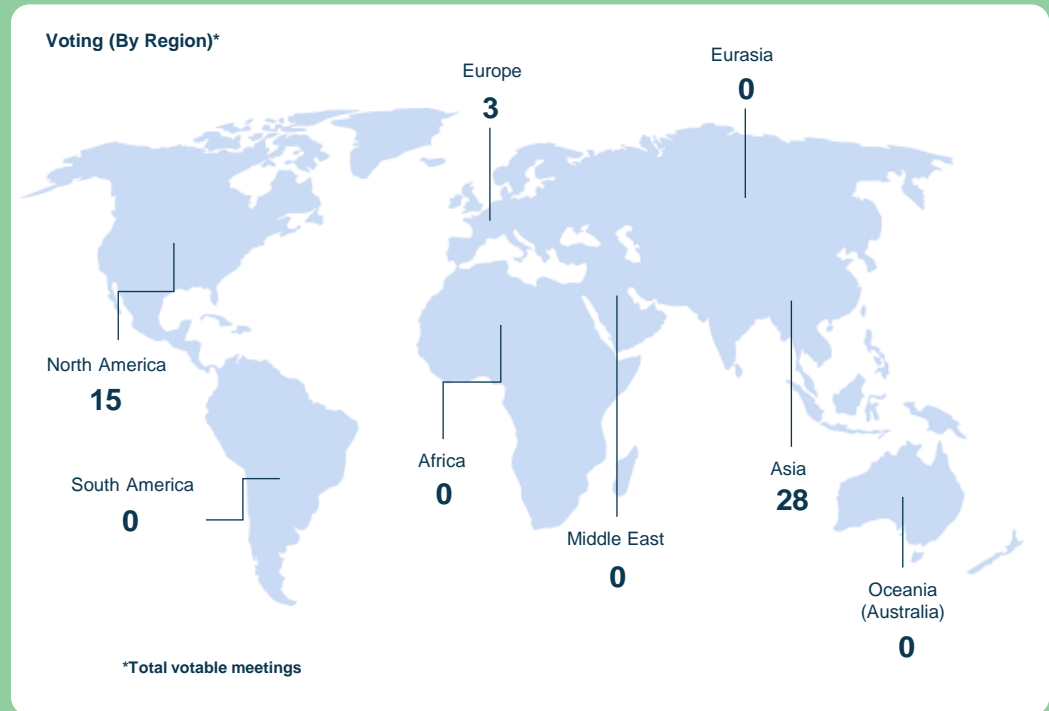 Voting (By Region)*
Eurasia
0
Europe
3
North America
15
South America
0
Africa
0
Middle East
0
Asia
28
Oceania
(Australia)
0
*Total votable meetings